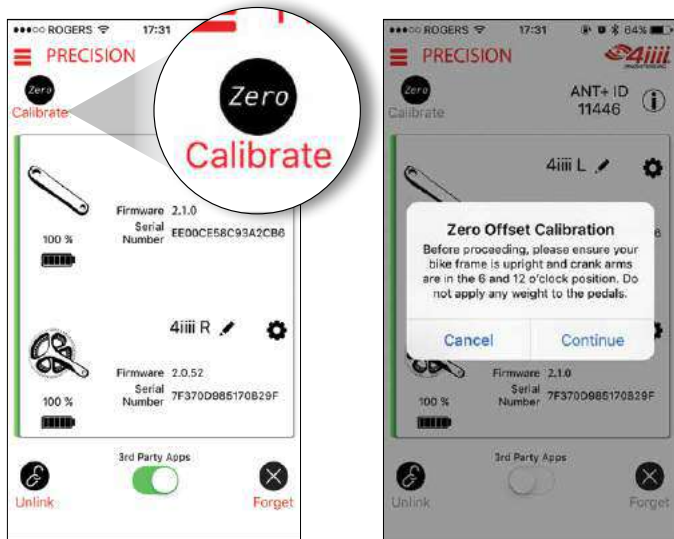 ●●●○○ ROGERS 17:31
PRECISION
Zero
Calibrate
Zero
Calibrate
Firmware 2.1.0
Serial
Number EE00CE58C93A2CB6
100 %
4iiii R
Firmware 2.0.52
Serial
Number 7F370D985170B29F
100 %
3rd Party Apps
Unlink
Forget
●●●○○ ROGERS 17:31 64%
PRECISION
4iiii
Zero
Calibrate
ANT+ ID
11446
4iiii L
Zero Offset Calibration
Before proceeding, please ensure your
bike frame is upright and crank arms
are in the 6 and 12 o'clock position. Do
not apply any weight to the pedals.
Cancel
Continue
Firmware 2.1.0
Serial
Number 7F370D985170B29F
100 %
3rd Party Apps
Unlink
Forget